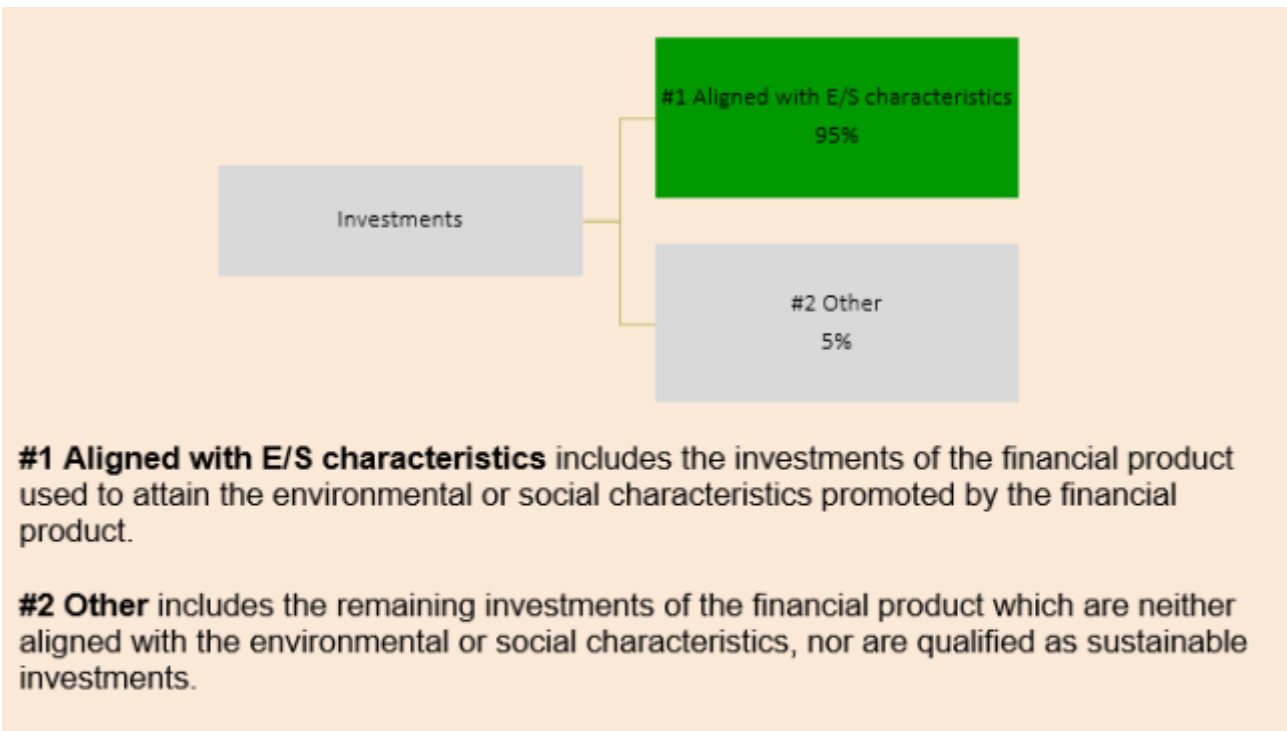 #1 Aligned with E/S characteristics
95%
Investments
#2 Other
5%
#1 Aligned with E/S characteristics includes the investments of the financial product
used to attain the environmental or social characteristics promoted by the financial
product.
#2 Other includes the remaining investments of the financial product which are neither
aligned with the environmental or social characteristics, nor are qualified as sustainable
investments.